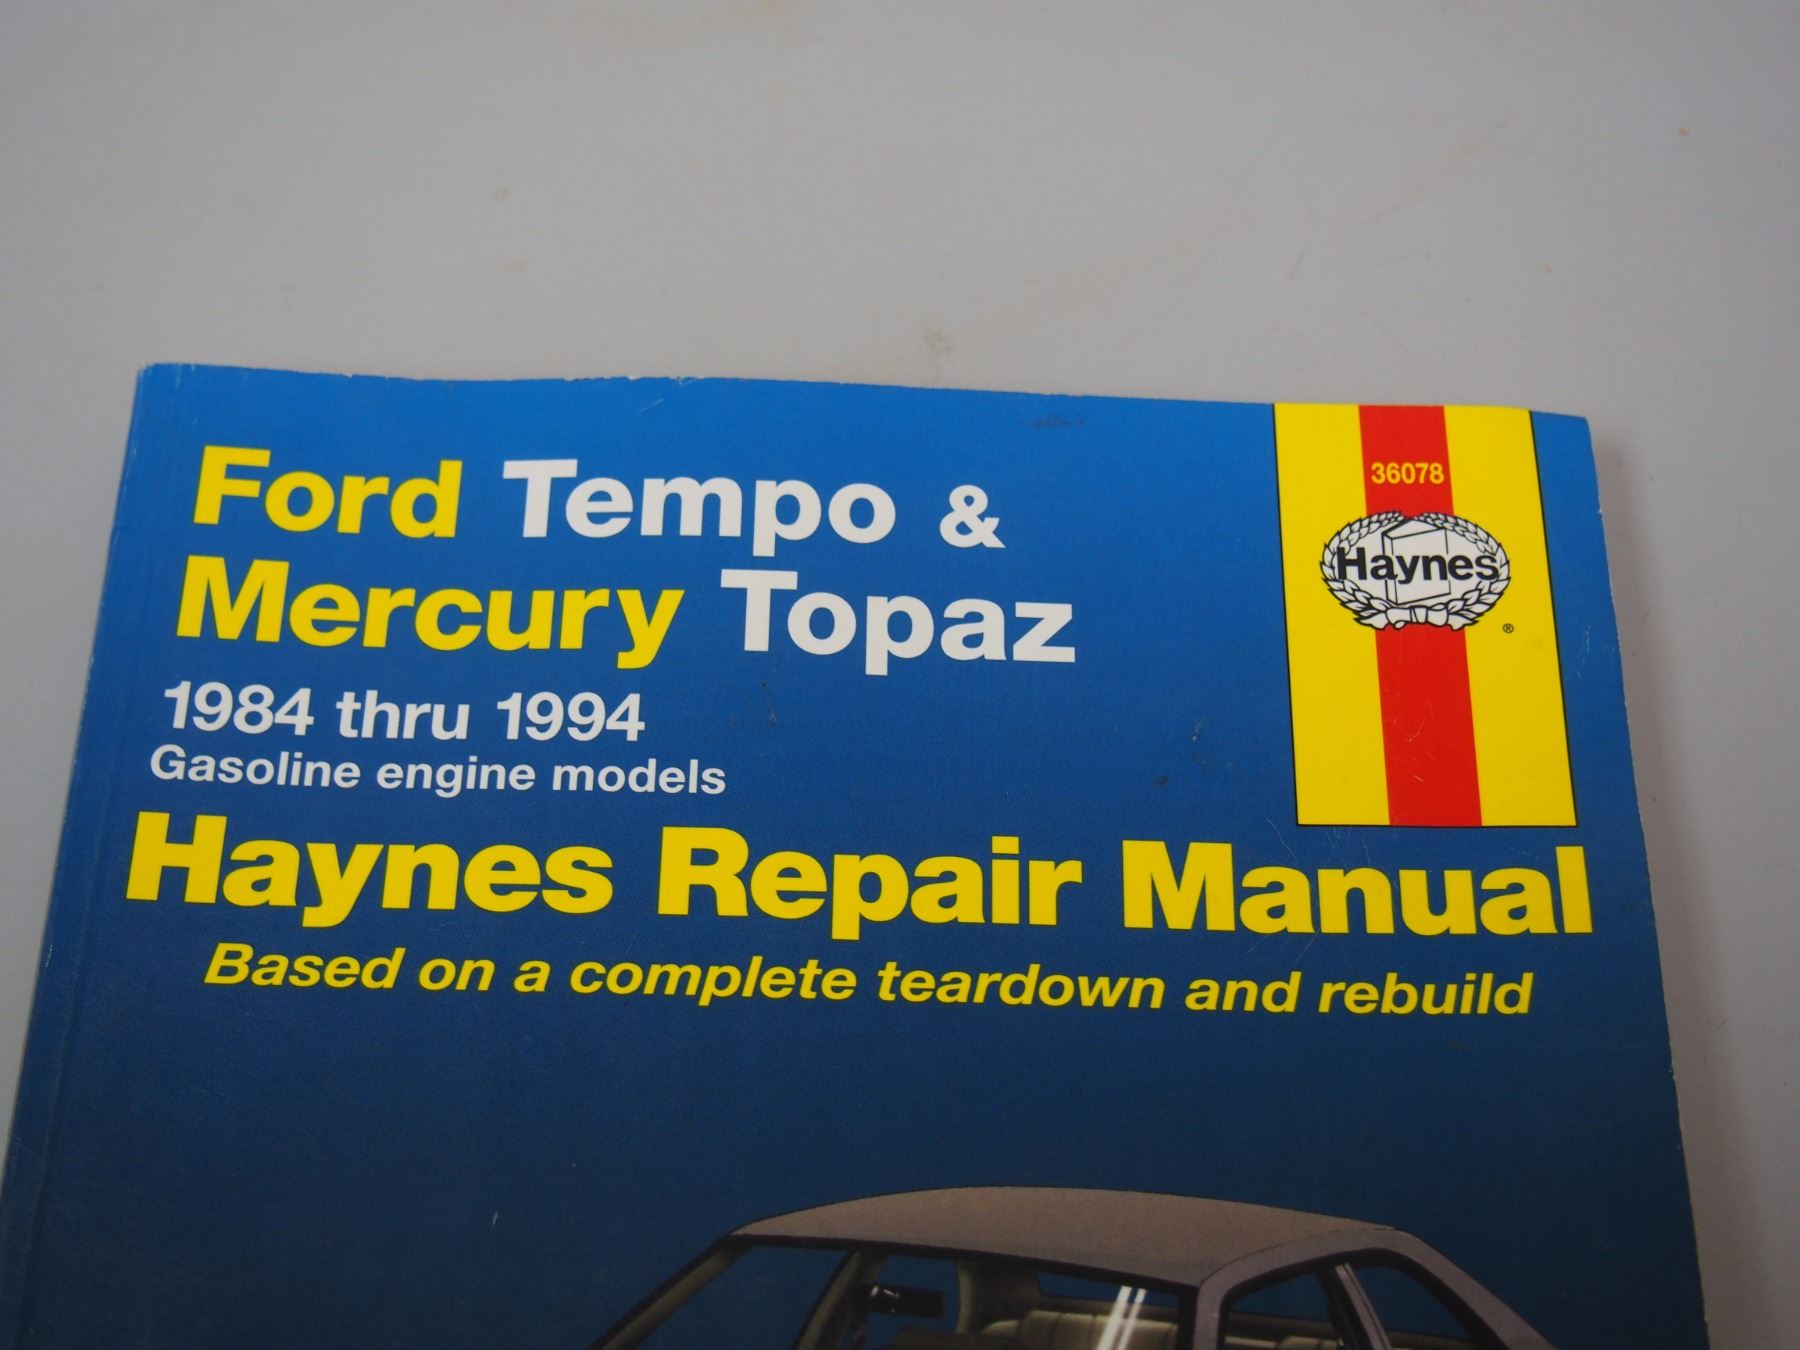 Ford Tempo &
Mercury Topaz
1984 thru 1994
Gasoline engine models
Haynes Repair Manual
Based on a complete teardown and rebuild
36078
Haynes
®